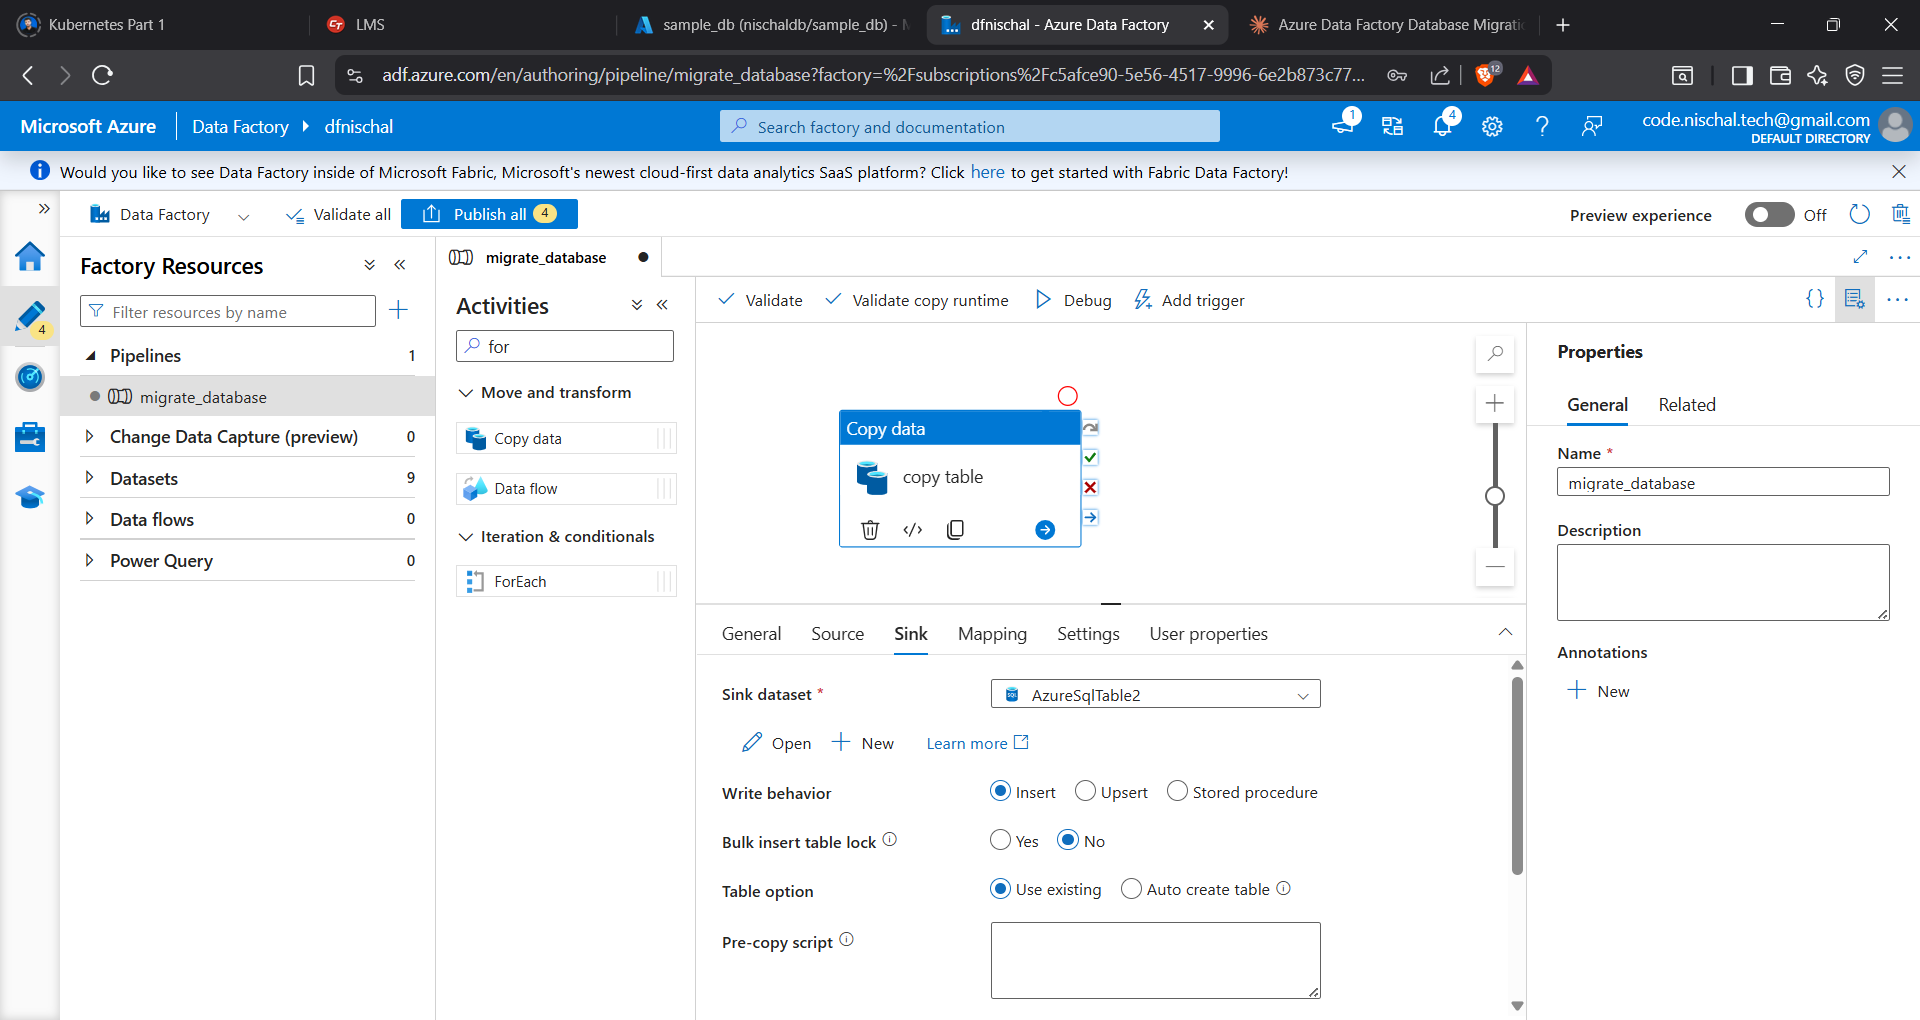 Kubernetes Part 1
LMS
sample_db (nischaldb/sample_db) -
dfnischal - Azure Data Factory
Azure Data Factory Database Migrati
adf.azure.com/en/authoring/pipeline/migrate_database?factory=%2Fsubscriptions%2Fc5afce90-5e56-4517-9996-6e2b873c77...
12
Microsoft Azure
Data Factory
dfnischal
Search factory and documentation
1
4
code.nischal.tech@gmail.com
DEFAULT DIRECTORY
Would you like to see Data Factory inside of Microsoft Fabric, Microsoft's newest cloud-first data analytics SaaS platform? Click here to get started with Fabric Data Factory!
Data Factory
Validate all
Publish all 4
Preview experience
Off
4
Factory Resources
Filter resources by name
Pipelines 1
migrate_database
Change Data Capture (preview) 0
Datasets 9
Data flows 0
Power Query 0
migrate_database
Activities
for
Move and transform
Copy data
Data flow
Iteration & conditionals
ForEach
Validate
Validate copy runtime
Debug
Add trigger
Copy data
copy table
General
Source
Sink
Mapping
Settings
User properties
Sink dataset *
SQL
AzureSqlTable2
Open
New
Learn more
Write behavior
Insert
Upsert
Stored procedure
Bulk insert table lock
Yes
No
Table option
Use existing
Auto create table
Pre-copy script
Properties
General
Related
Name *
migrate_database
Description
Annotations
New